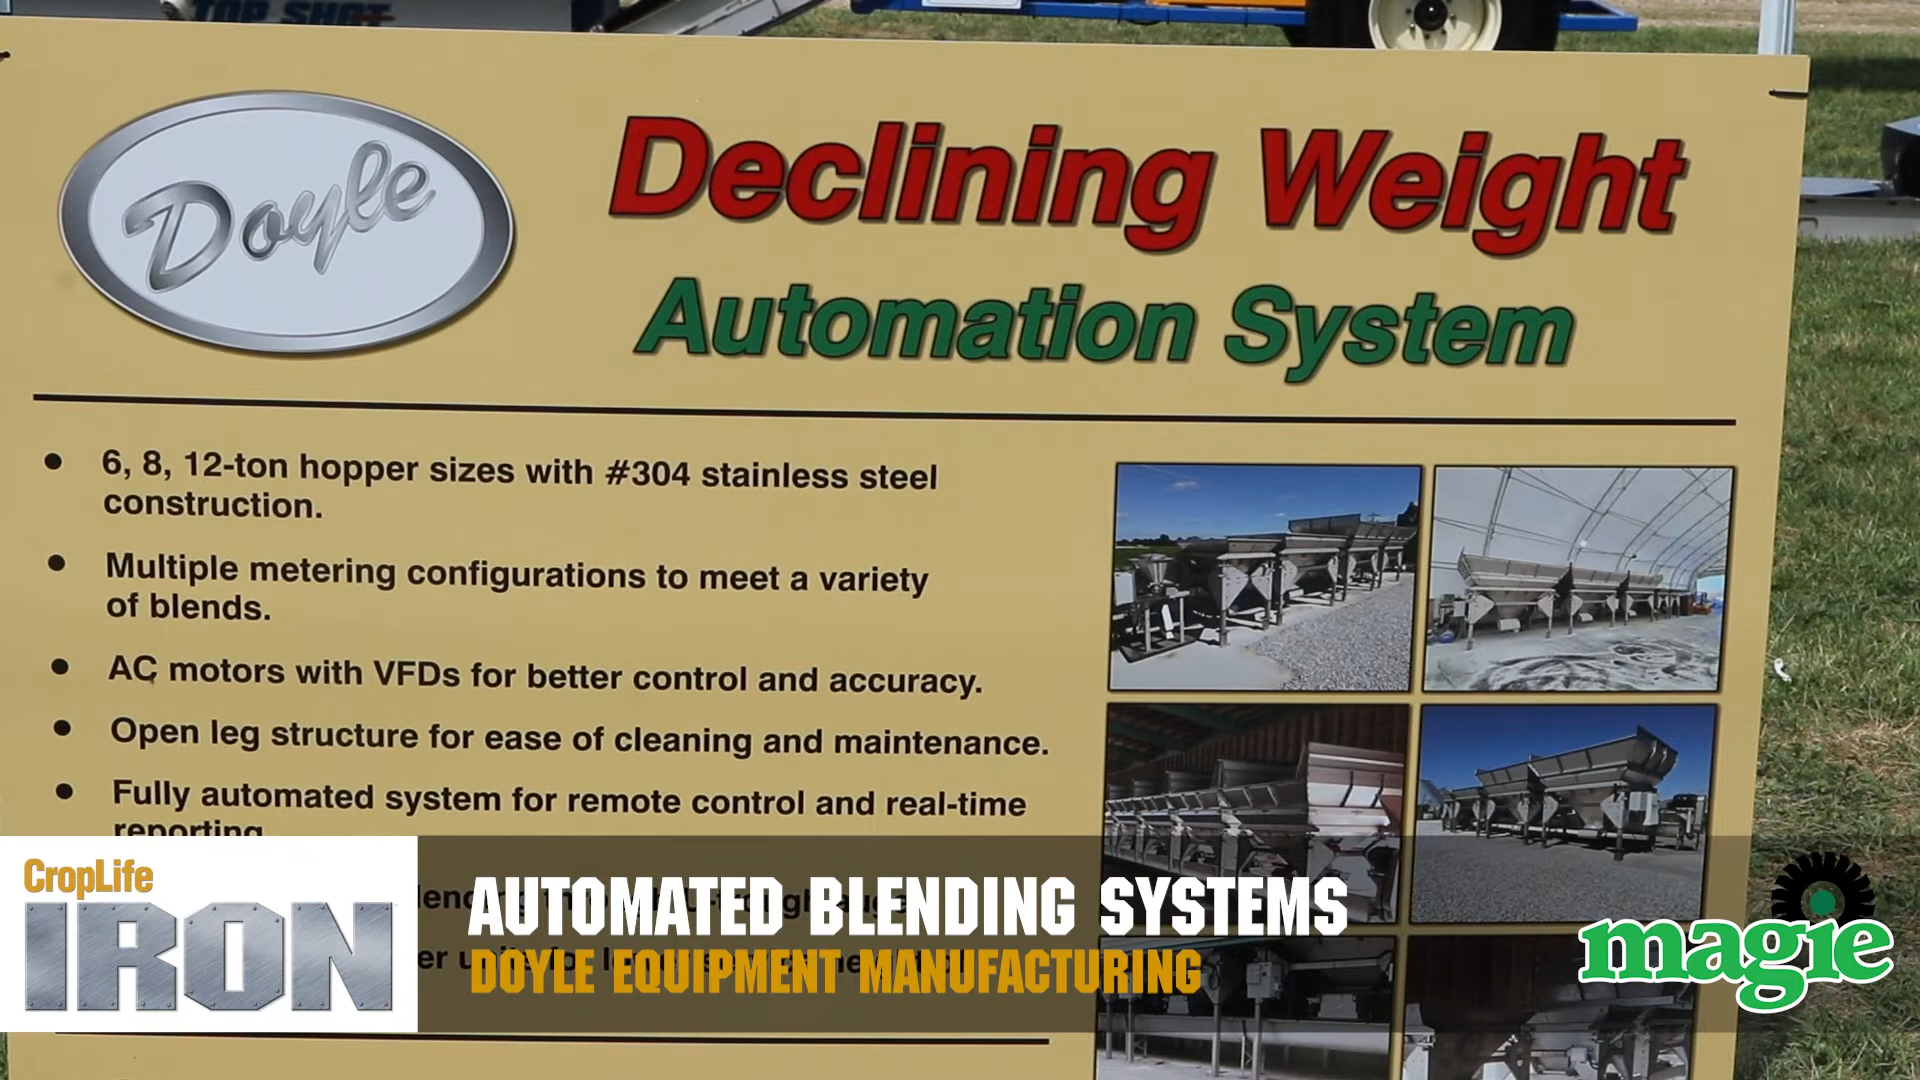 TOP SHOT
Doyle
Declining Weight
Automation System
• 6, 8, 12-ton hopper sizes with #304 stainless steel
construction.
• Multiple metering configurations to meet a variety
of blends.
• AC motors with VFDs for better control and accuracy.
• Open leg structure for ease of cleaning and maintenance.
• Fully automated system for remote control and real-time
reporting
CropLife
IRON
AUTOMATED BLENDING SYSTEMS
DOYLE EQUIPMENT MANUFACTURING
magie